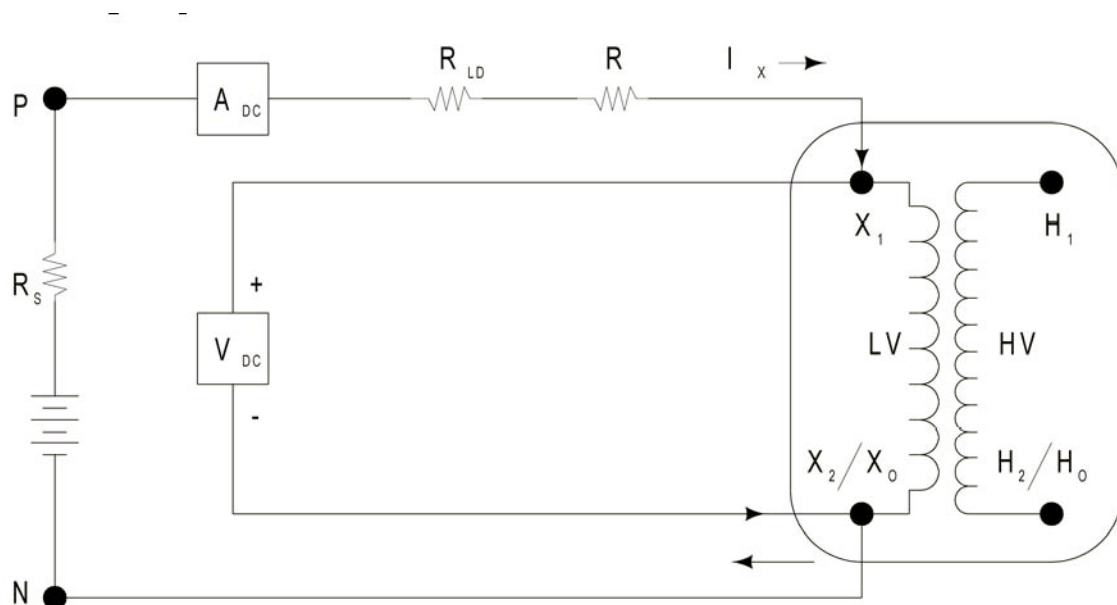 R LD R I X
P A DC
X 1 H 1
R S
+
V DC LV HV
-
X 2 / X 0 H 2 / H 0
N